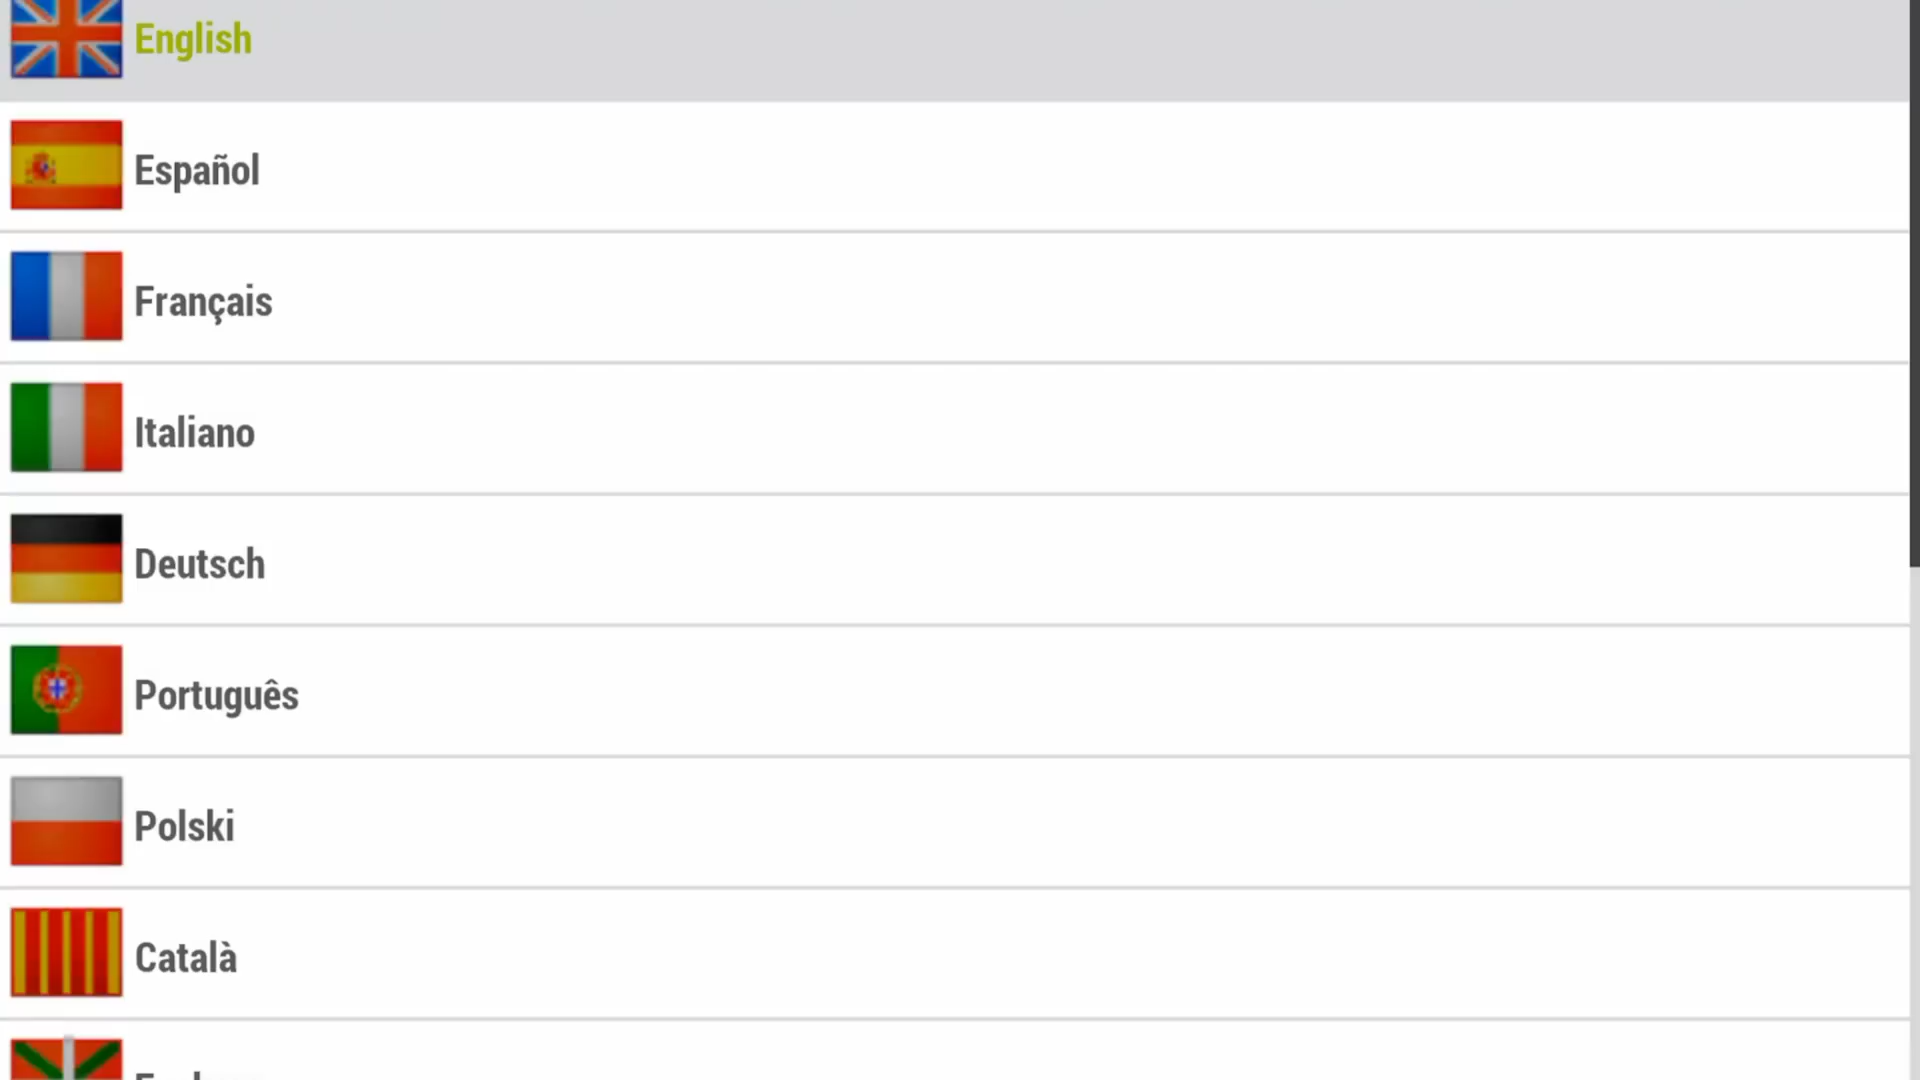 English
Español
Français
Italiano
Deutsch
Português
Polski
Català